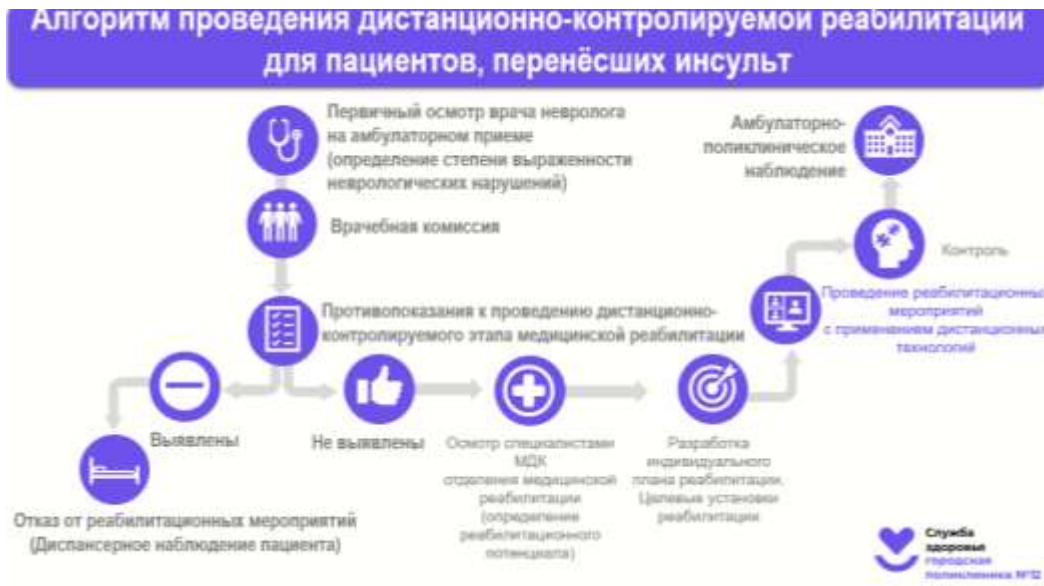 Алгоритм проведения дистанционно-контролируемой реабилитации
для пациентов, перенёсших инсульт
Первичный осмотр врача невролога
на амбулаторном приеме
(определение степени выраженности
неврологических нарушений)
Врачебная комиссия
Противопоказания к проведению дистанционно-
контролируемого этапа медицинской реабилитации
Выявлены
Отказ от реабилитационных мероприятий
(Диспансерное наблюдение пациента)
Не выявлены
Осмотр специалистами
МДК
отделения медицинской
реабилитации
(определение
реабилитационного
потенциала)
Разработка
индивидуального
плана реабилитации.
Целевые установки
реабилитации
Проведение реабилитационных
мероприятий
с применением дистанционных
технологий
Контроль
Амбулаторно-
поликлиническое
наблюдение
Служба
здоровья
городская
поликлиника №12